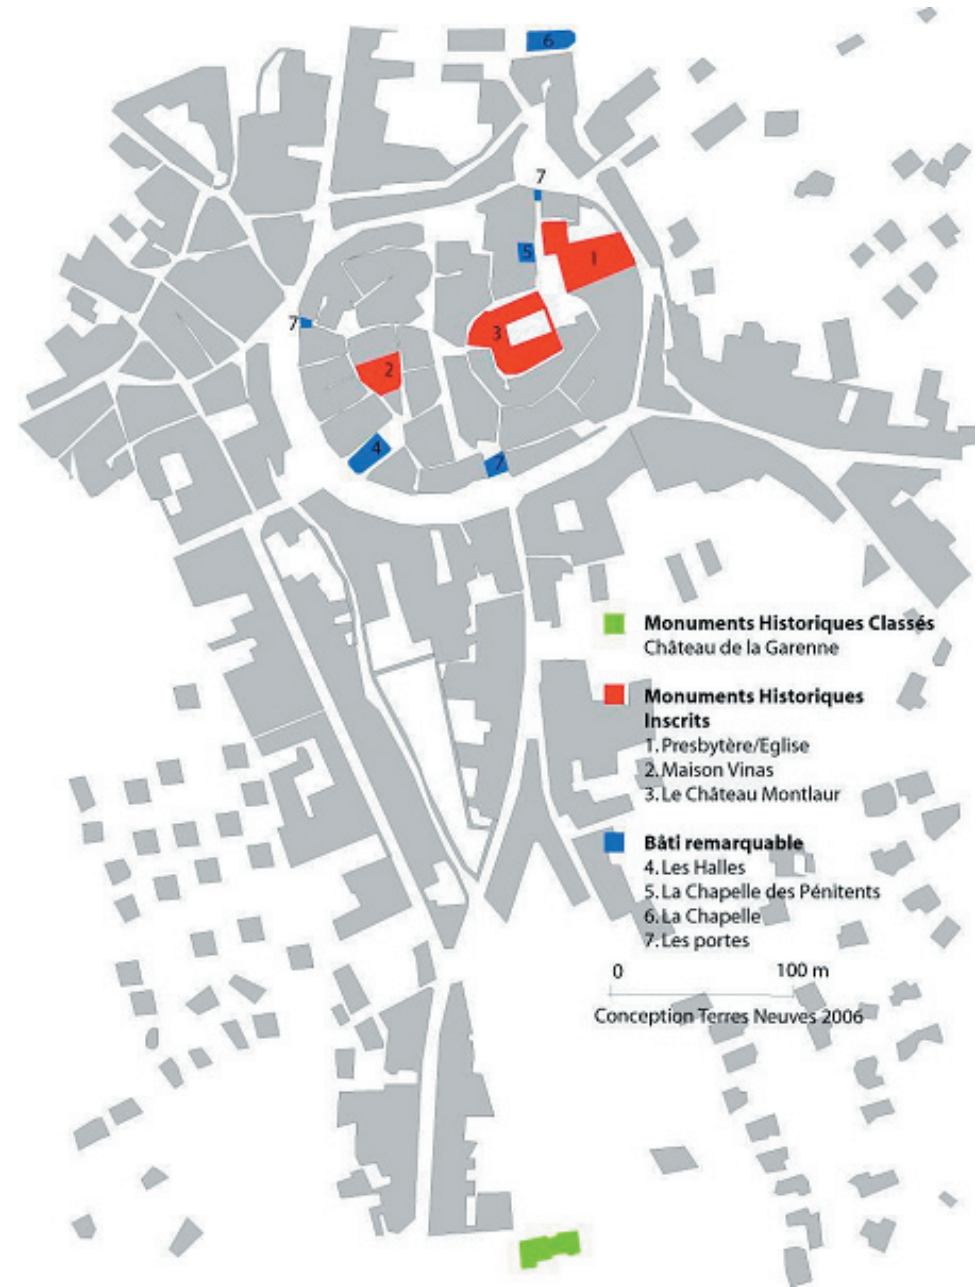 6
7
5
1
7
3
2
4
7
Monuments Historiques Classés
Château de la Garenne
Monuments Historiques
Inscrits
1.Presbytère/Eglise
2.Maison Vinas
3.Le Château Montlaur
Bâti remarquable
4.Les Halles
5.La Chapelle des Pénitents
6.La Chapelle
7.Les portes
0 100 m
Conception Terres Neuves 2006